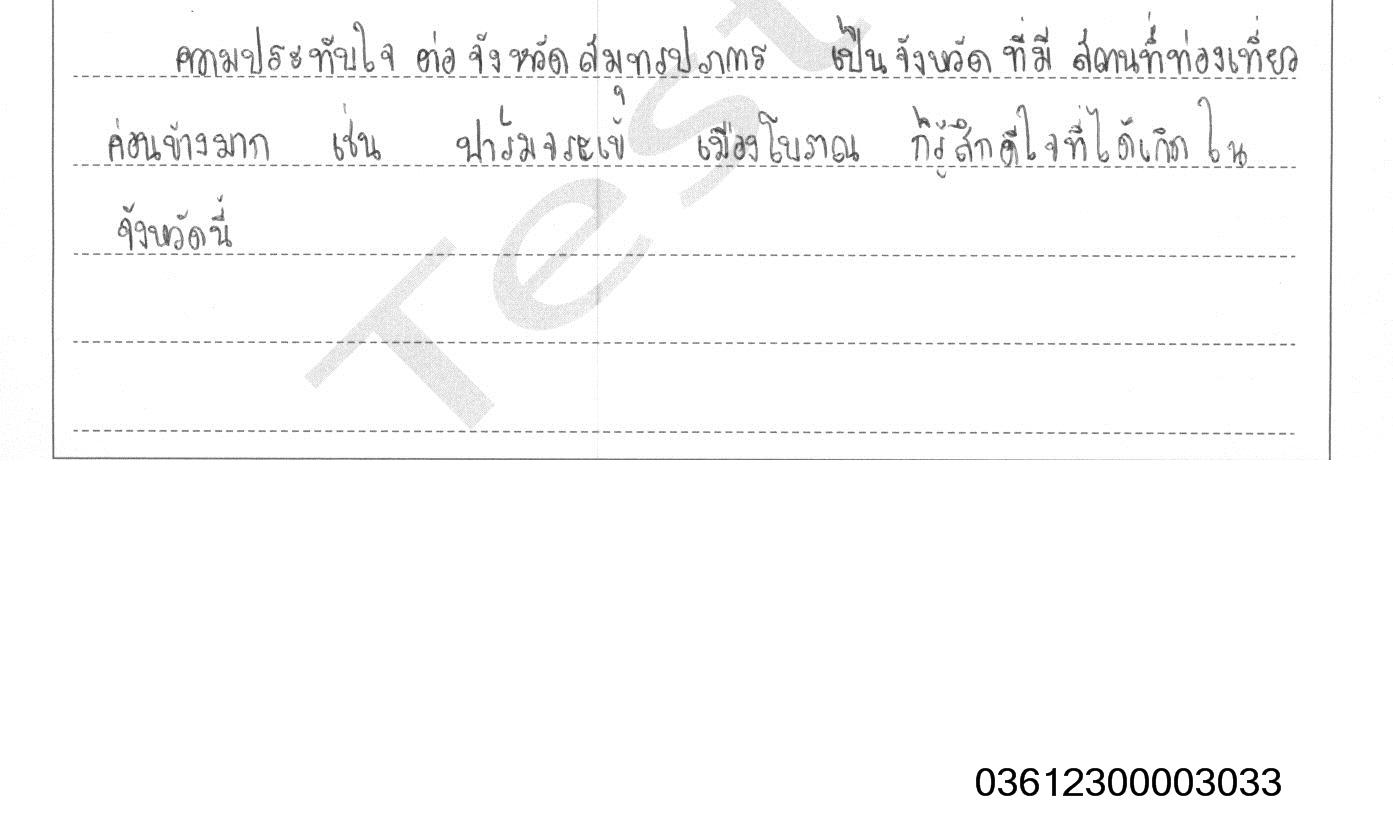 ความประทับใจ ต่อ จังหวัด สมุทรปราการ เป็น จังหวัด ที่มี สถานที่ท่องเที่ยว
ค่อนข้างมาก เช่น ฟาร์มจระเข้ เมืองโบราณ ก็รู้สึกดีใจที่ได้เกิดใน
จังหวัดนี้
Test
03612300003033